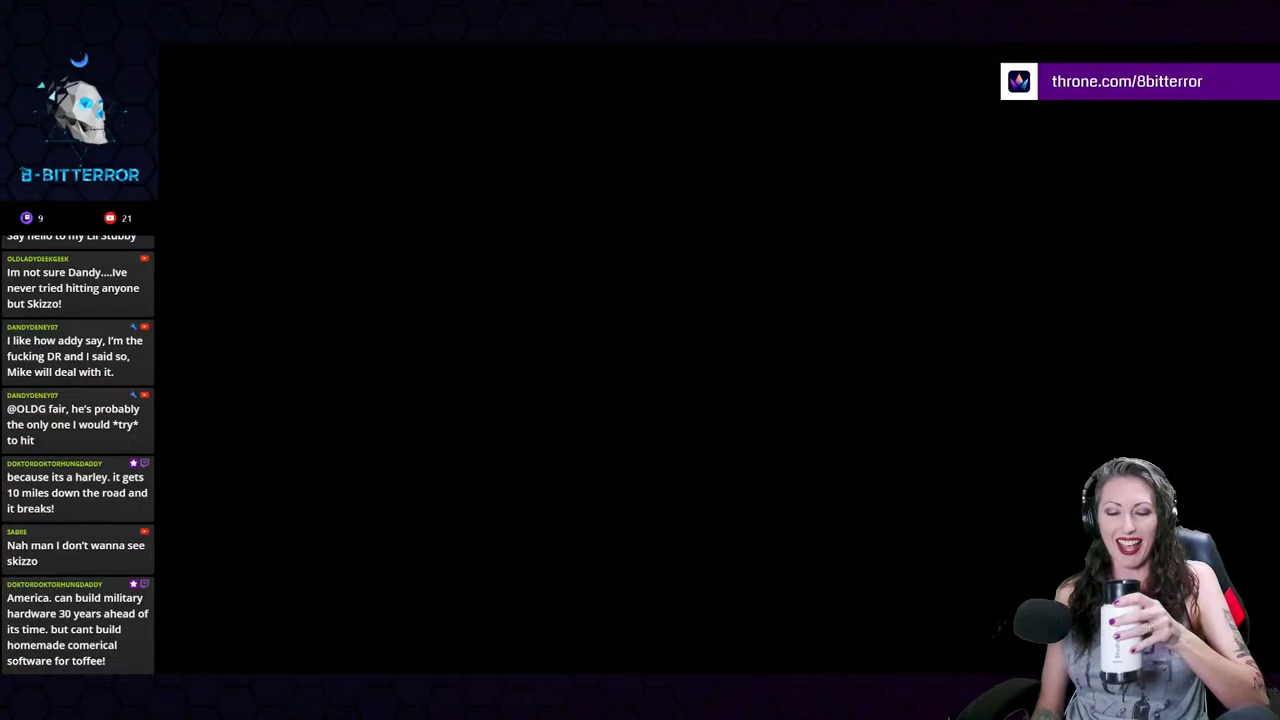 throne.com/8bitterror
8-BITTERROR
9
21
Say hello to my Lil Stubby
OLDLADYDEEKGEEK
Im not sure Dandy....Ive
never tried hitting anyone
but Skizzo!
DANDYDENEY07
I like how addy say, I'm the
fucking DR and I said so,
Mike will deal with it.
DANDYDENEY07
@OLDG fair, he's probably
the only one I would *try*
to hit
DOKTORDOKTORHUNGDADDY
because its a harley. it gets
10 miles down the road and
it breaks!
SABRE
Nah man I don't wanna see
skizzo
DOKTORDOKTORHUNGDADDY
America. can build military
hardware 30 years ahead of
its time. but cant build
homemade comerical
software for toffee!